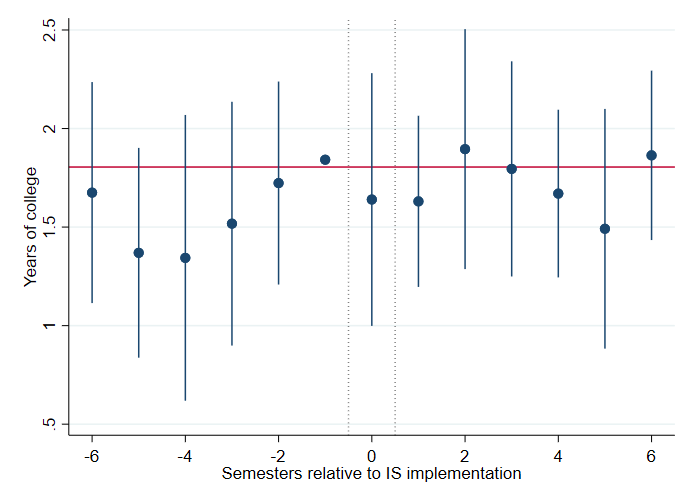 Years of college
2.5
2
1.5
1
.5
-6 -4 -2 0 2 4 6
Semesters relative to IS implementation